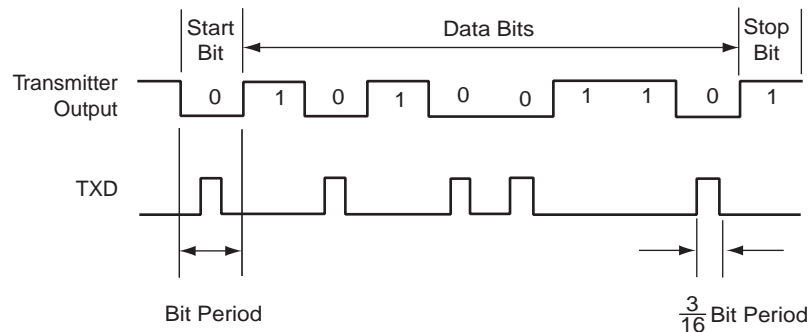 Start
Bit
Data Bits
Stop
Bit
Transmitter
Output
0 1 0 1 0 0 1 1 0 1
TXD
Bit Period
3/16 Bit Period